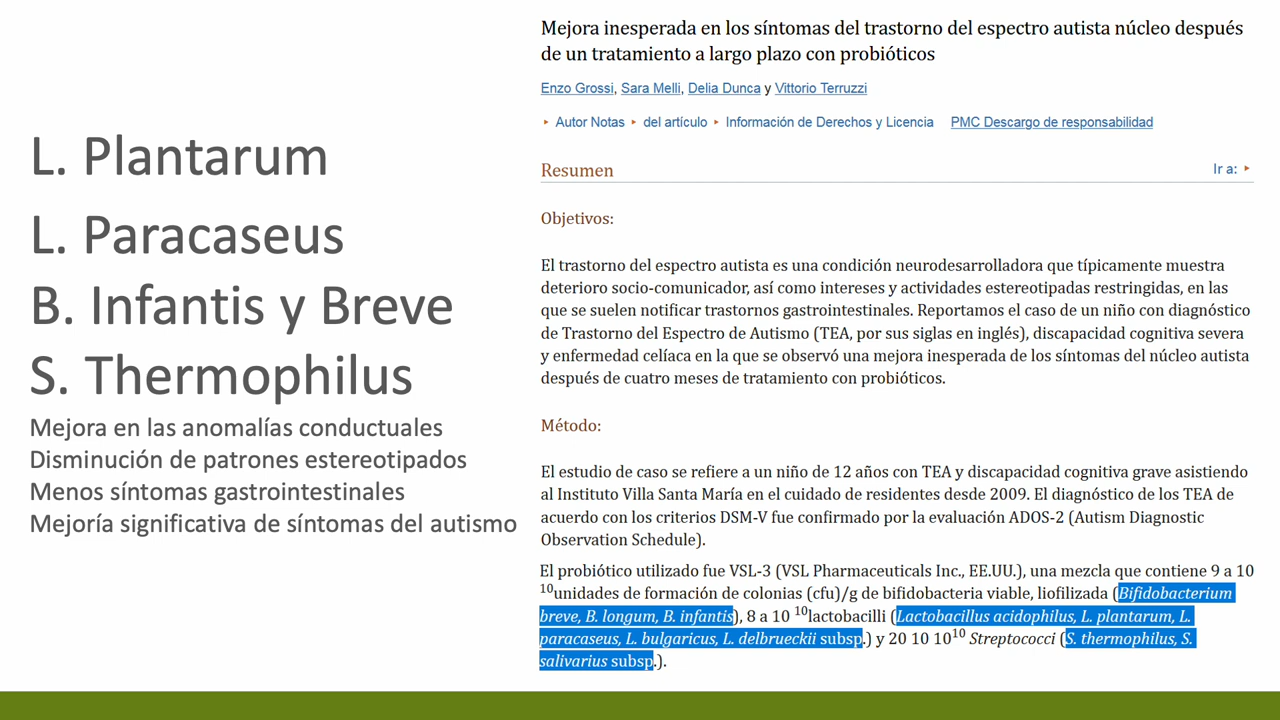 L. Plantarum
L. Paracaseus
B. Infantis y Breve
S. Thermophilus
Mejora en las anomalías conductuales
Disminución de patrones estereotipados
Menos síntomas gastrointestinales
Mejoría significativa de síntomas del autismo
Mejora inesperada en los síntomas del trastorno del espectro autista núcleo después
de un tratamiento a largo plazo con probióticos
Enzo Grossi, Sara Melli, Delia Dunca y Vittorio Terruzzi
Autor Notas ▸ del artículo ▸ Información de Derechos y Licencia PMC Descargo de responsabilidad
Resumen Ir a:
Objetivos:
El trastorno del espectro autista es una condición neurodesarrolladora que típicamente muestra
deterioro socio-comunicador, así como intereses y actividades estereotipadas restringidas, en las
que se suelen notificar trastornos gastrointestinales. Reportamos el caso de un niño con diagnóstico
de Trastorno del Espectro de Autismo (TEA, por sus siglas en inglés), discapacidad cognitiva severa
y enfermedad celíaca en la que se observó una mejora inesperada de los síntomas del núcleo autista
después de cuatro meses de tratamiento con probióticos.
Método:
El estudio de caso se refiere a un niño de 12 años con TEA y discapacidad cognitiva grave asistiendo
al Instituto Villa Santa María en el cuidado de residentes desde 2009. El diagnóstico de los TEA de
acuerdo con los criterios DSM-V fue confirmado por la evaluación ADOS-2 (Autism Diagnostic
Observation Schedule).
El probiótico utilizado fue VSL-3 (VSL Pharmaceuticals Inc., EE.UU.), una mezcla que contiene 9 a 10
10unidades de formación de colonias (cfu)/g de bifidobacteria viable, liofilizada (Bifidobacterium
breve, B. longum, B. infantis), 8 a 10 10lactobacilli (Lactobacillus acidophilus, L. plantarum, L.
paracaseus, L. bulgaricus, L. delbrueckii subsp.) y 20 10 1010 Streptococci (S. thermophilus, S.
salivarius subsp.).